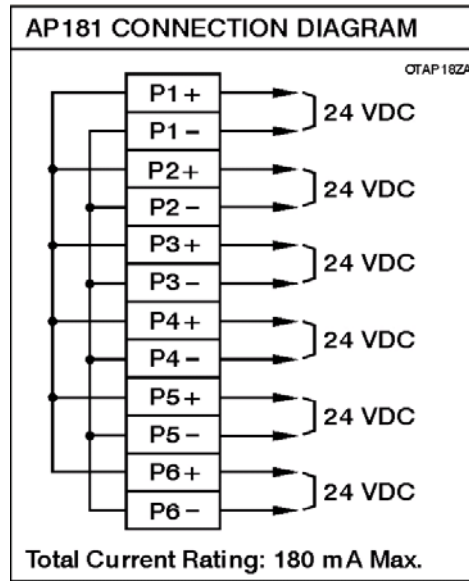 AP181 CONNECTION DIAGRAM
OTAP18ZA
P1+
24 VDC
P1-
P2+
24 VDC
P2-
P3+
24 VDC
P3-
P4+
24 VDC
P4-
P5+
24 VDC
P5-
P6+
24 VDC
P6-
Total Current Rating: 180 mA Max.